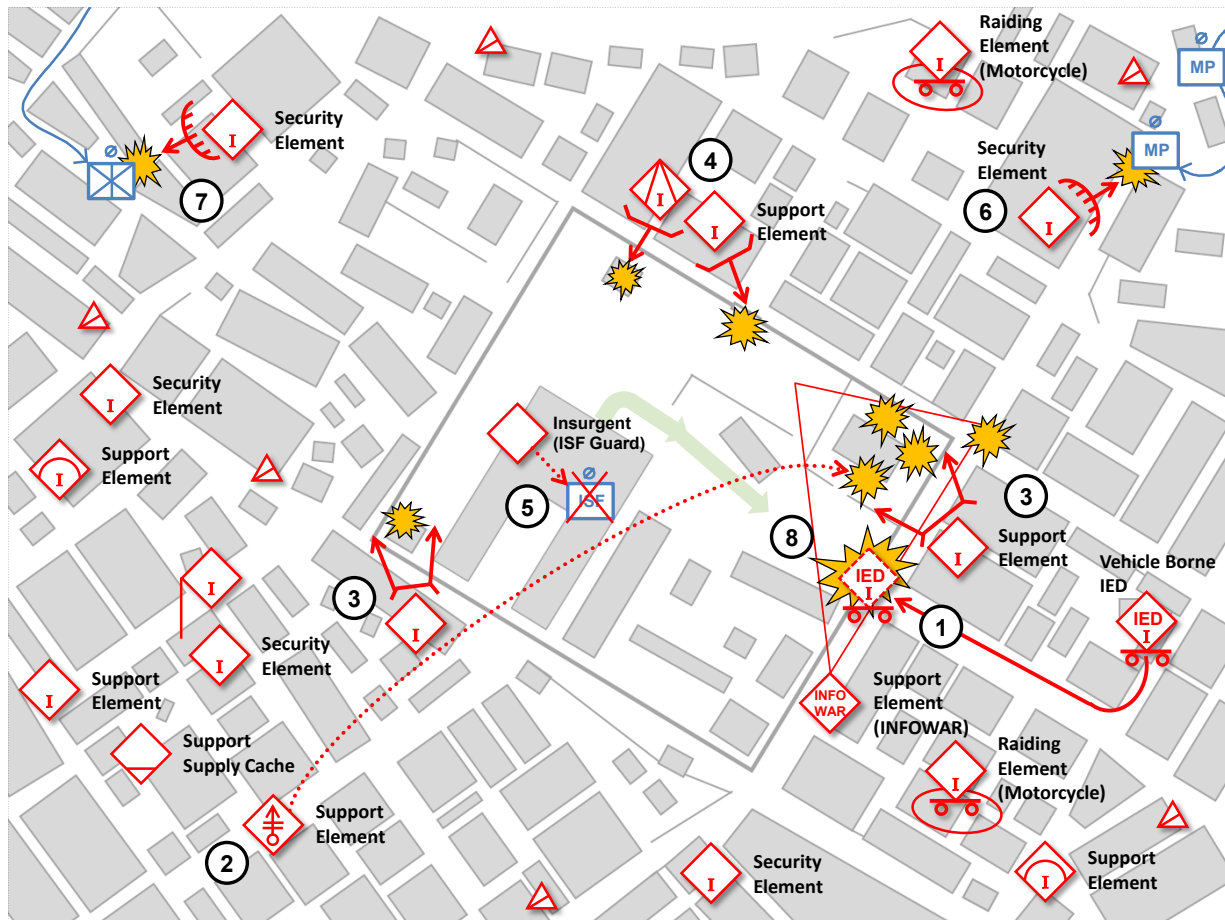 Raiding
Element
(Motorcycle)
I
MP
MP
I
Security
Element
7
4
I
I
Support
Element
Security
Element
6
I
I
Security
Element
Support
Element
Insurgent
(ISF Guard)
5
ISF
3
I
Support
Element
8
IED
I
Vehicle Borne
IED
IED
I
1
I
3
I
I
Security
Element
I
Support
Element
Support
Supply Cache
INFO
WAR
Support
Element
(INFOWAR)
Raiding
Element
(Motorcycle)
I
2
Support
Element
I
Security
Element
Support
Element